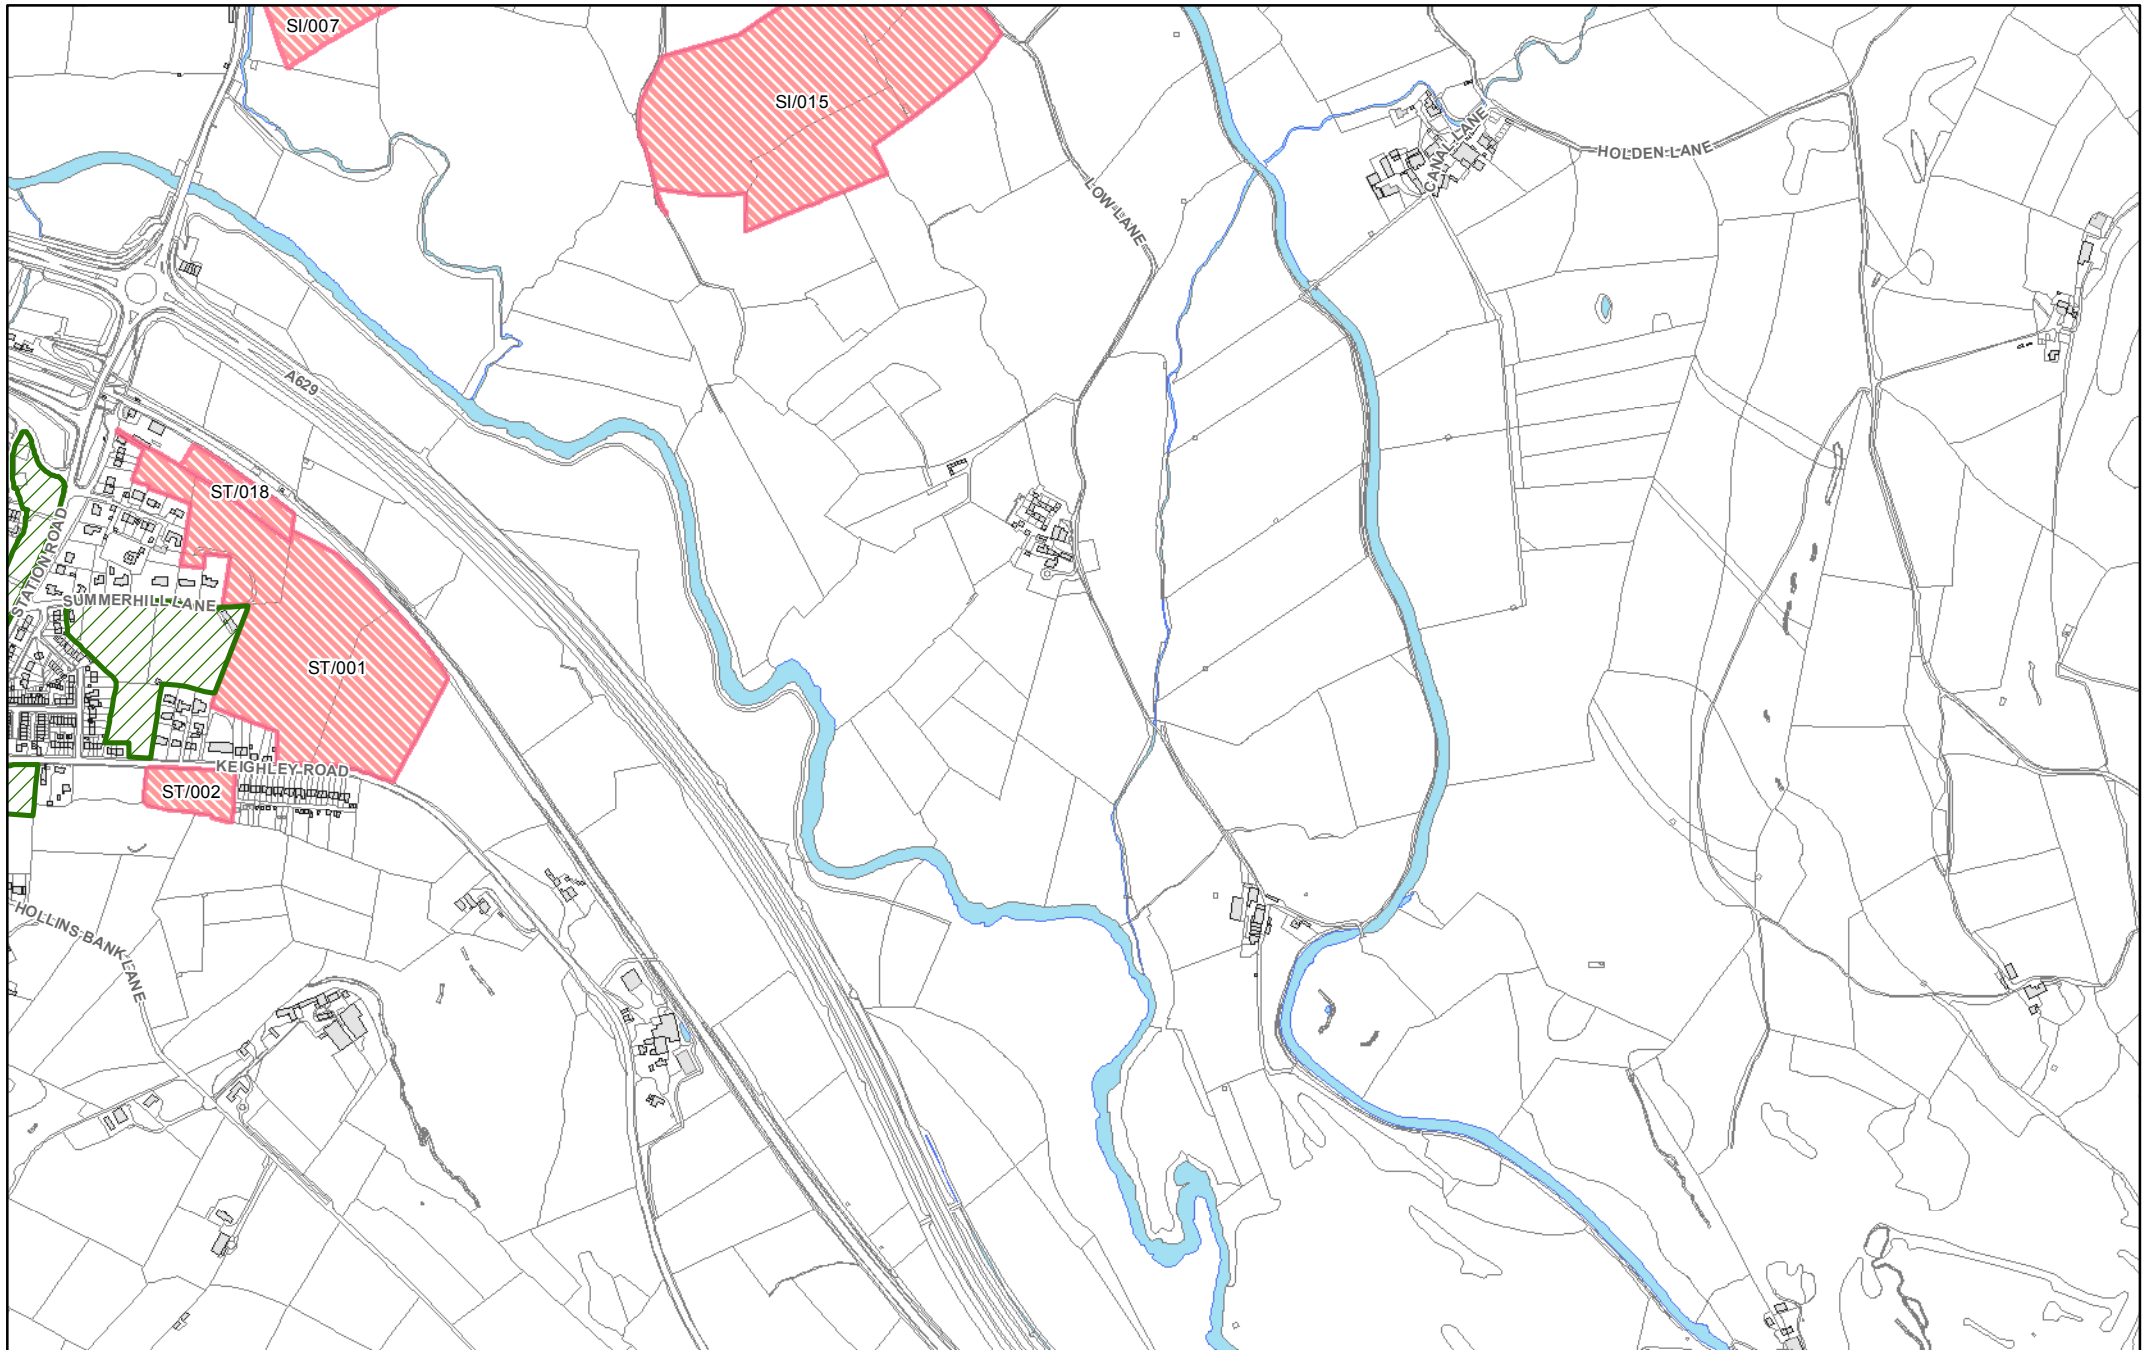 SI/007
SI/015
CANAL LANE
HOLDEN LANE
LOW LANE
A629
ST/018
STATION ROAD
SUMMERHILL LANE
ST/001
KEIGHLEY ROAD
ST/002
HOLLINS BANK LANE